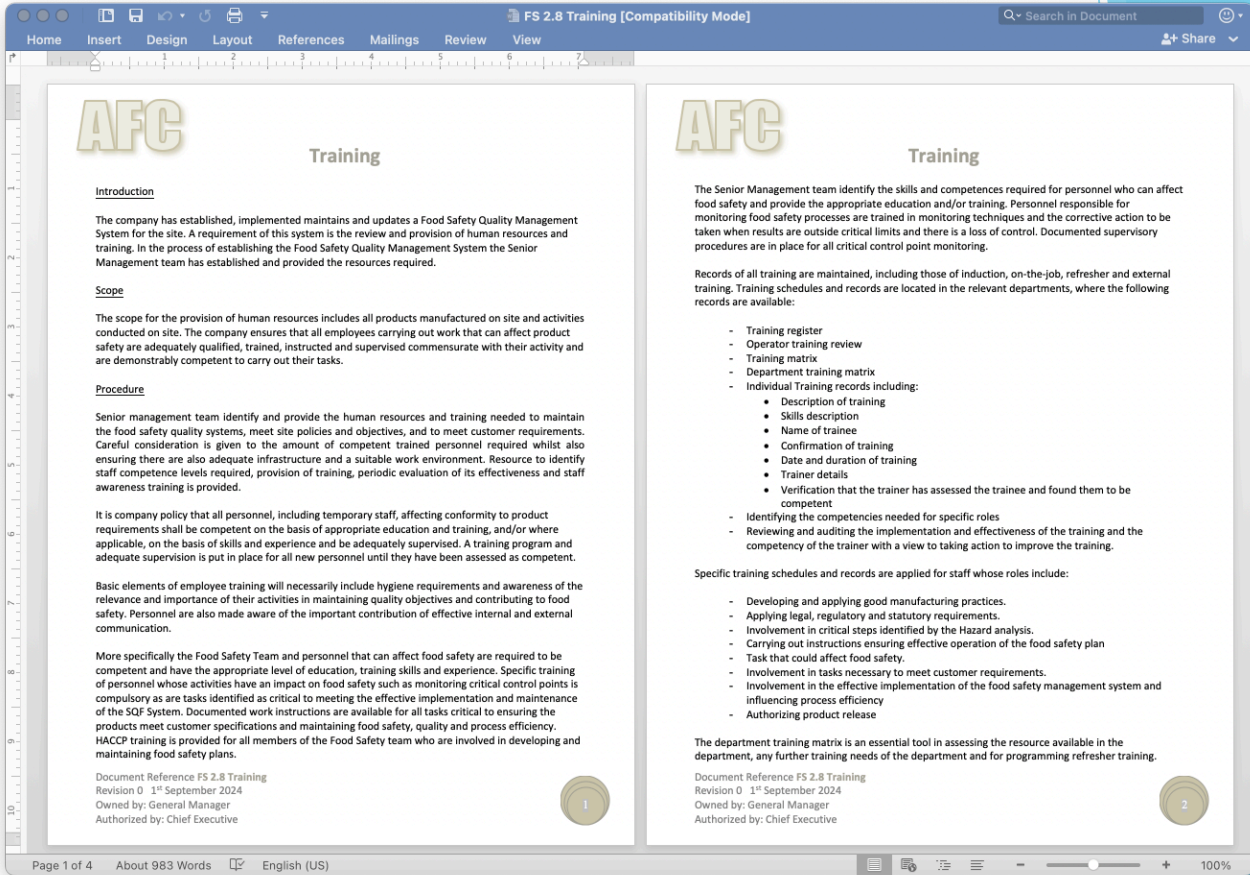 FS 2.8 Training [Compatibility Mode]
Search in Document
Home Insert Design Layout References Mailings Review View
Share
1 2 3 4 5 6 7
AFC
Training
Introduction
The company has established, implemented maintains and updates a Food Safety Quality Management
System for the site. A requirement of this system is the review and provision of human resources and
training. In the process of establishing the Food Safety Quality Management System the Senior
Management team has established and provided the resources required.
Scope
The scope for the provision of human resources includes all products manufactured on site and activities
conducted on site. The company ensures that all employees carrying out work that can affect product
safety are adequately qualified, trained, instructed and supervised commensurate with their activity and
are demonstrably competent to carry out their tasks.
Procedure
Senior management team identify and provide the human resources and training needed to maintain
the food safety quality systems, meet site policies and objectives, and to meet customer requirements.
Careful consideration is given to the amount of competent trained personnel required whilst also
ensuring there are also adequate infrastructure and a suitable work environment. Resource to identify
staff competence levels required, provision of training, periodic evaluation of its effectiveness and staff
awareness training is provided.
It is company policy that all personnel, including temporary staff, affecting conformity to product
requirements shall be competent on the basis of appropriate education and training, and/or where
applicable, on the basis of skills and experience and be adequately supervised. A training program and
adequate supervision is put in place for all new personnel until they have been assessed as competent.
Basic elements of employee training will necessarily include hygiene requirements and awareness of the
relevance and importance of their activities in maintaining quality objectives and contributing to food
safety. Personnel are also made aware of the important contribution of effective internal and external
communication.
More specifically the Food Safety Team and personnel that can affect food safety are required to be
competent and have the appropriate level of education, training skills and experience. Specific training
of personnel whose activities have an impact on food safety such as monitoring critical control points is
compulsory as are tasks identified as critical to meeting the effective implementation and maintenance
of the SQF System. Documented work instructions are available for all tasks critical to ensuring the
products meet customer specifications and maintaining food safety, quality and process efficiency.
HACCP training is provided for all members of the Food Safety team who are involved in developing and
maintaining food safety plans.
Document Reference FS 2.8 Training
Revision 0 1st September 2024
Owned by: General Manager
Authorized by: Chief Executive
1
AFC
Training
The Senior Management team identify the skills and competences required for personnel who can affect
food safety and provide the appropriate education and/or training. Personnel responsible for
monitoring food safety processes are trained in monitoring techniques and the corrective action to be
taken when results are outside critical limits and there is a loss of control. Documented supervisory
procedures are in place for all critical control point monitoring.
Records of all training are maintained, including those of induction, on-the-job, refresher and external
training. Training schedules and records are located in the relevant departments, where the following
records are available:
- Training register
- Operator training review
- Training matrix
- Department training matrix
- Individual Training records including:
• Description of training
• Skills description
• Name of trainee
• Confirmation of training
• Date and duration of training
• Trainer details
• Verification that the trainer has assessed the trainee and found them to be
competent
- Identifying the competencies needed for specific roles
- Reviewing and auditing the implementation and effectiveness of the training and the
competency of the trainer with a view to taking action to improve the training.
Specific training schedules and records are applied for staff whose roles include:
- Developing and applying good manufacturing practices.
- Applying legal, regulatory and statutory requirements.
- Involvement in critical steps identified by the Hazard analysis.
- Carrying out instructions ensuring effective operation of the food safety plan
- Task that could affect food safety.
- Involvement in tasks necessary to meet customer requirements.
- Involvement in the effective implementation of the food safety management system and
influencing process efficiency
- Authorizing product release
The department training matrix is an essential tool in assessing the resource available in the
department, any further training needs of the department and for programming refresher training.
Document Reference FS 2.8 Training
Revision 0 1st September 2024
Owned by: General Manager
Authorized by: Chief Executive
2
1 2 3 4 5 6 7 8 9 10
Page 1 of 4 About 983 Words English (US) 100%